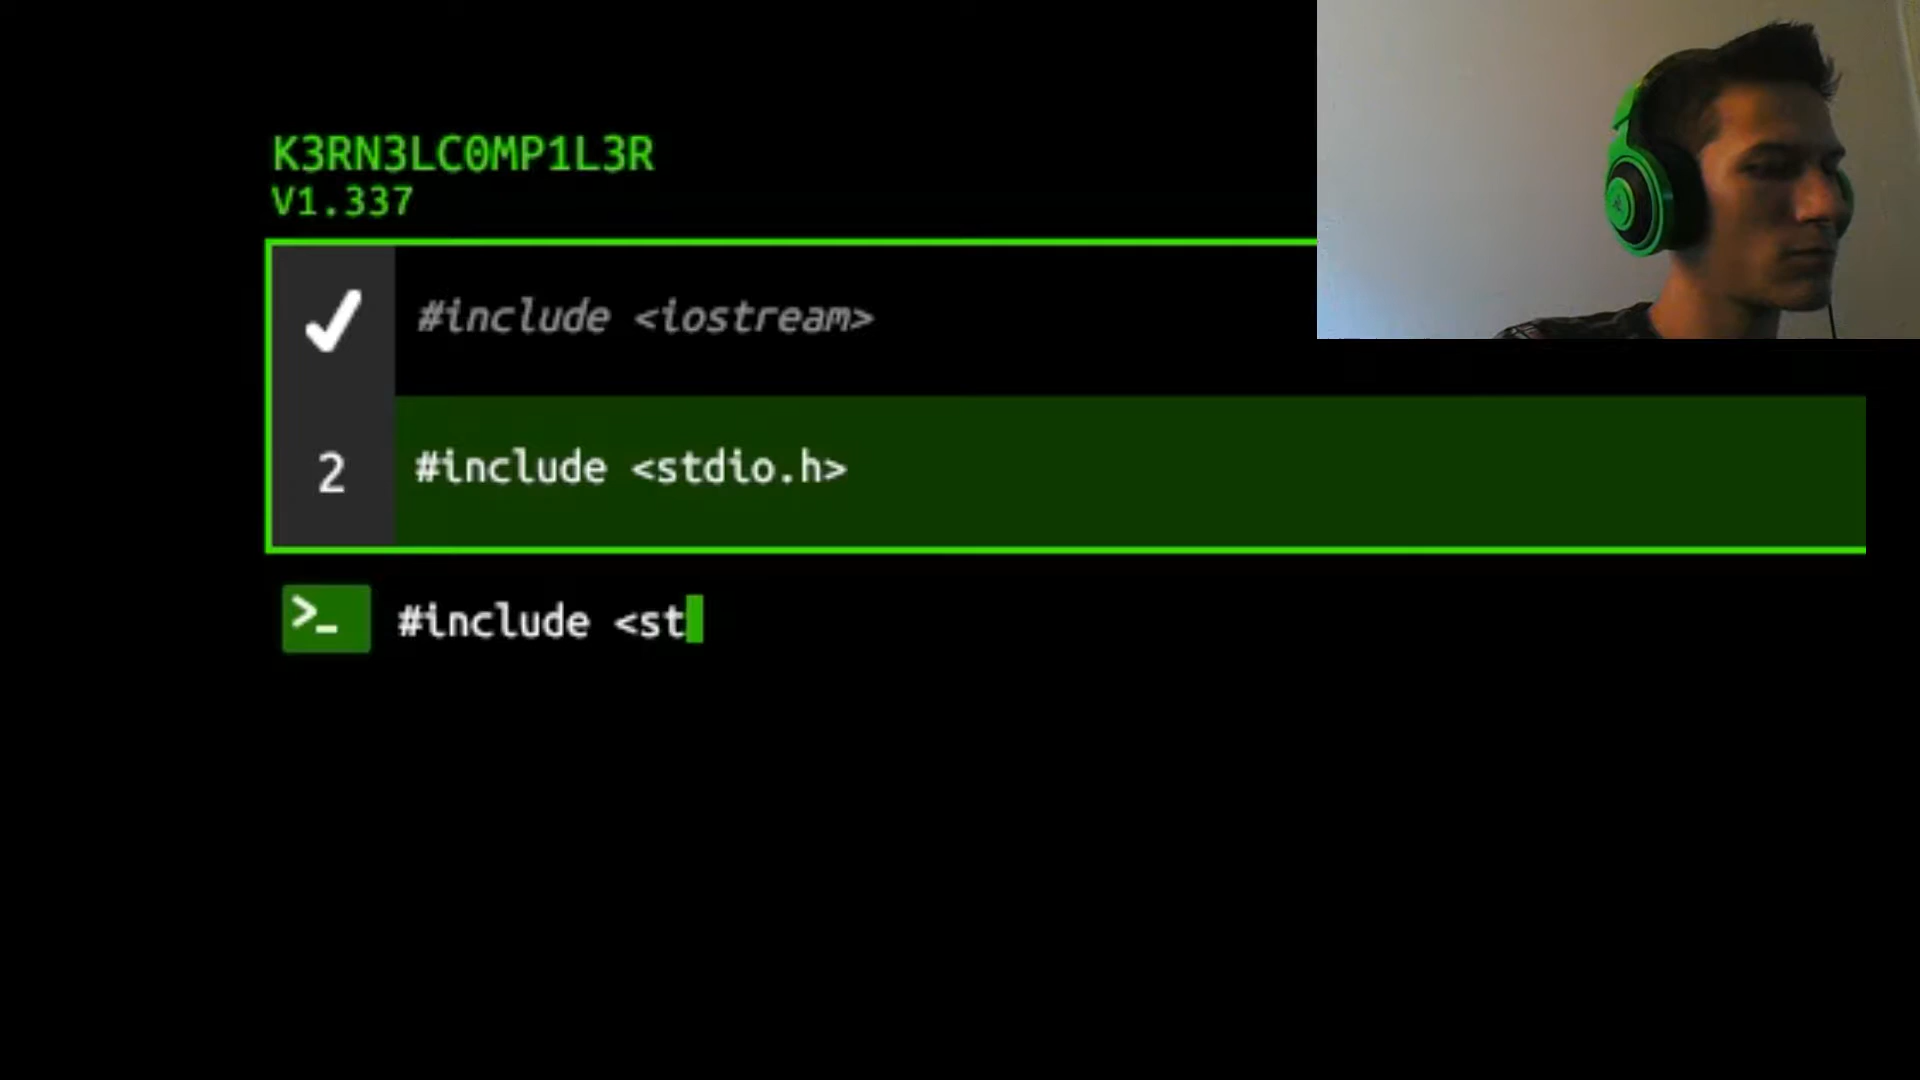 K3RN3LC0MP1L3R
V1.337
#include <iostream>
2 #include <stdio.h>
>_ #include <st